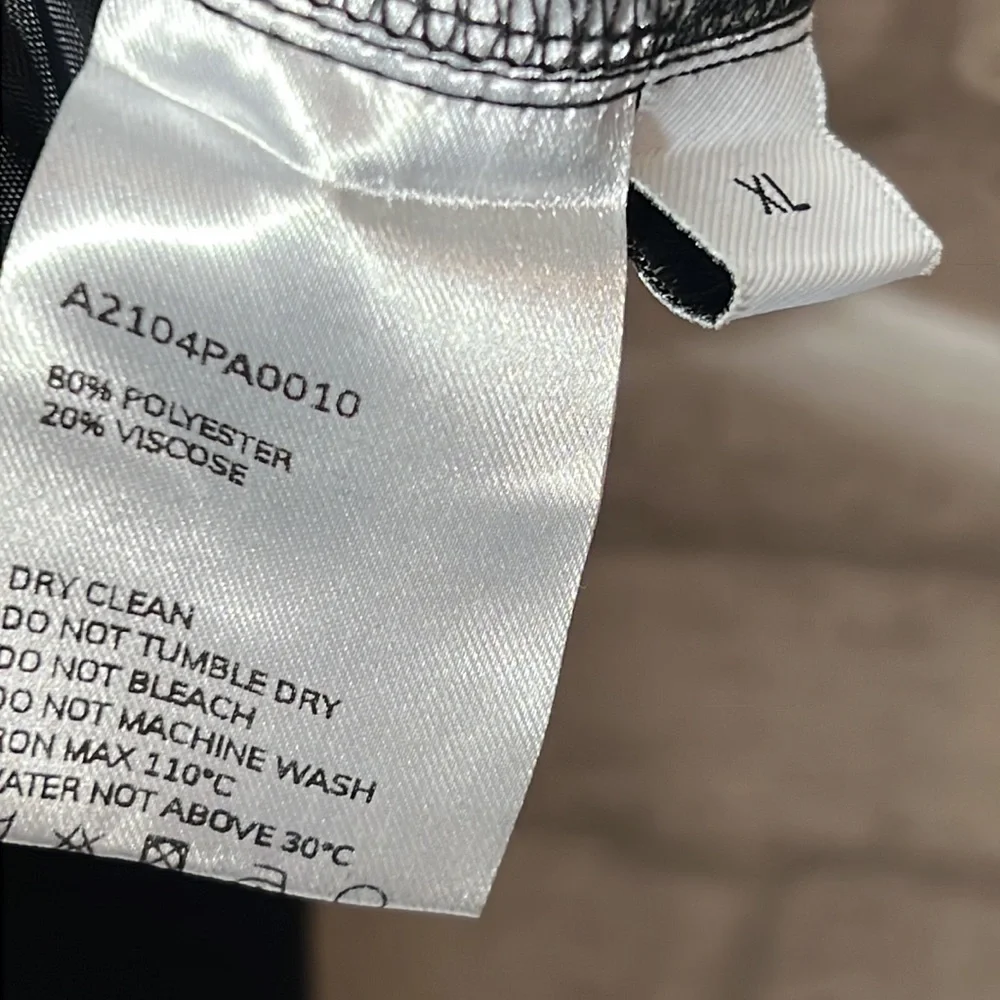 XL
A2104PA0010
80% POLYESTER
20% VISCOSE
DRY CLEAN
DO NOT TUMBLE DRY
DO NOT BLEACH
DO NOT MACHINE WASH
RON MAX 110°C
ATER NOT ABOVE 30°C